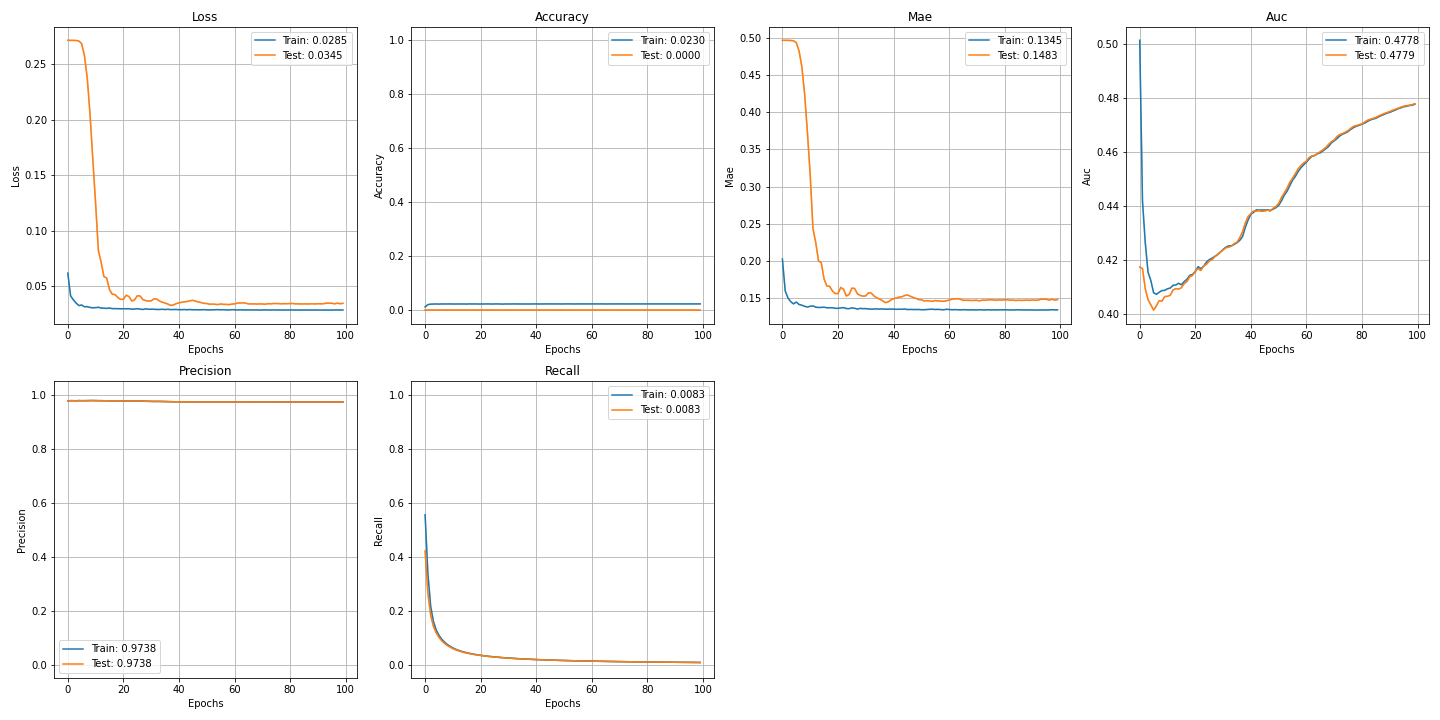 Loss
Train: 0.0285
Test: 0.0345
0.25
0.20
0.15
0.10
0.05
Loss
0 20 40 60 80 100
Epochs
Accuracy
Train: 0.0230
Test: 0.0000
1.0
0.8
0.6
0.4
0.2
0.0
Accuracy
0 20 40 60 80 100
Epochs
Mae
Train: 0.1345
Test: 0.1483
0.50
0.45
0.40
0.35
0.30
0.25
0.20
0.15
Mae
0 20 40 60 80 100
Epochs
Auc
Train: 0.4778
Test: 0.4779
0.50
0.48
0.46
0.44
0.42
0.40
Auc
0 20 40 60 80 100
Epochs
Precision
1.0
0.8
0.6
0.4
0.2
0.0
Precision
Train: 0.9738
Test: 0.9738
0 20 40 60 80 100
Epochs
Recall
Train: 0.0083
Test: 0.0083
1.0
0.8
0.6
0.4
0.2
0.0
Recall
0 20 40 60 80 100
Epochs